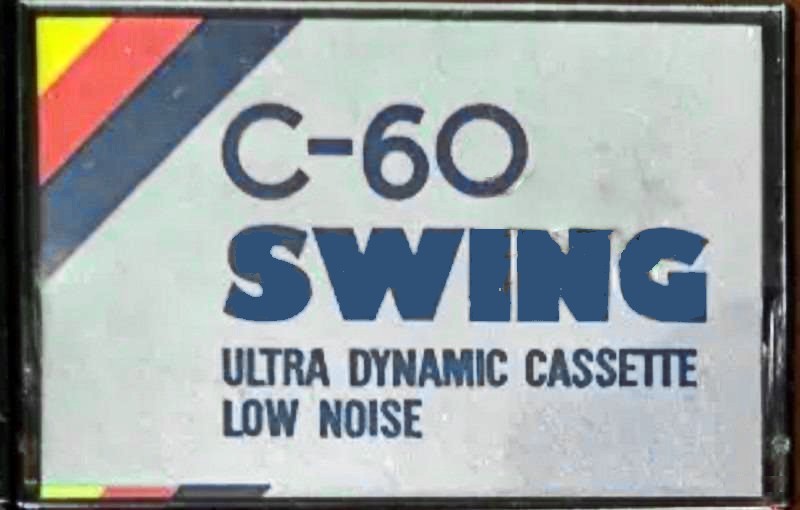 C-60
SWING
ULTRA DYNAMIC CASSETTE
LOW NOISE